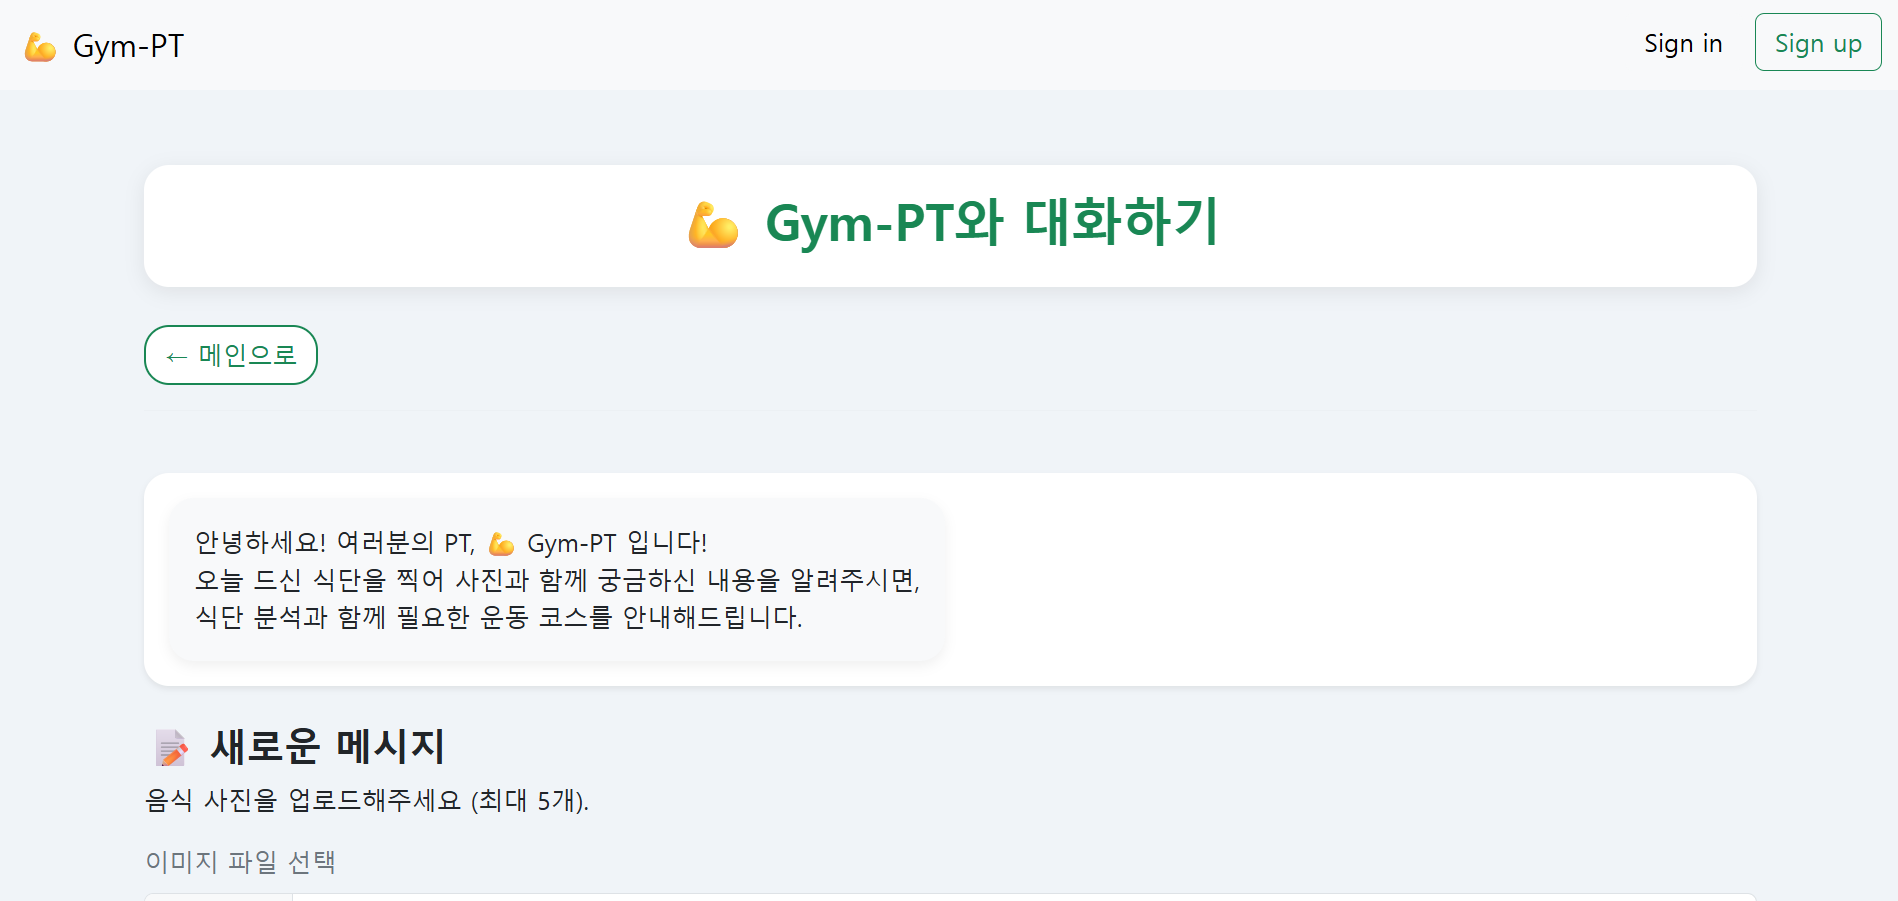 💪 Gym-PT
Sign in
Sign up
💪 Gym-PT와 대화하기
← 메인으로
안녕하세요! 여러분의 PT, 💪 Gym-PT 입니다!
오늘 드신 식단을 찍어 사진과 함께 궁금하신 내용을 알려주시면,
식단 분석과 함께 필요한 운동 코스를 안내해드립니다.
📝 새로운 메시지
음식 사진을 업로드해주세요 (최대 5개).
이미지 파일 선택